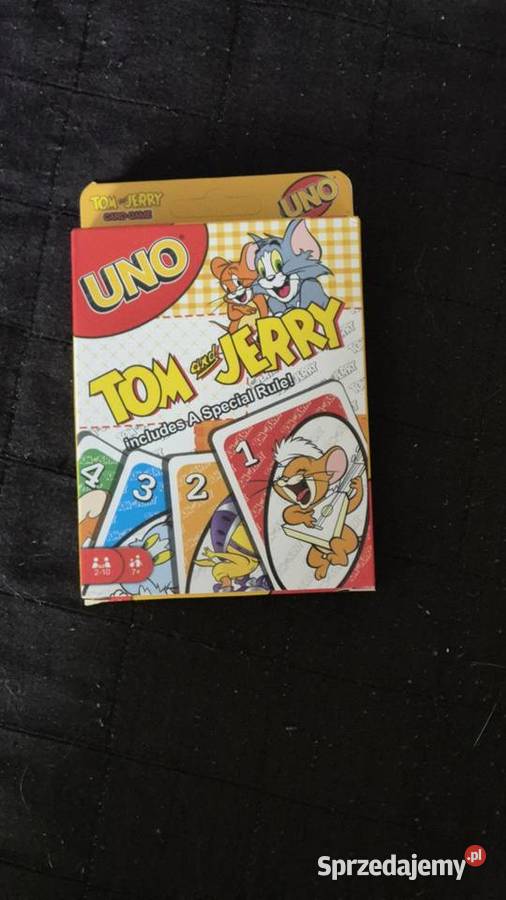 TOM and JERRY
CARD GAME
UNO
UNO
TOM and JERRY
includes A Special Rule!
4
3
2
1
2-10
7+
Sprzedajemy.pl